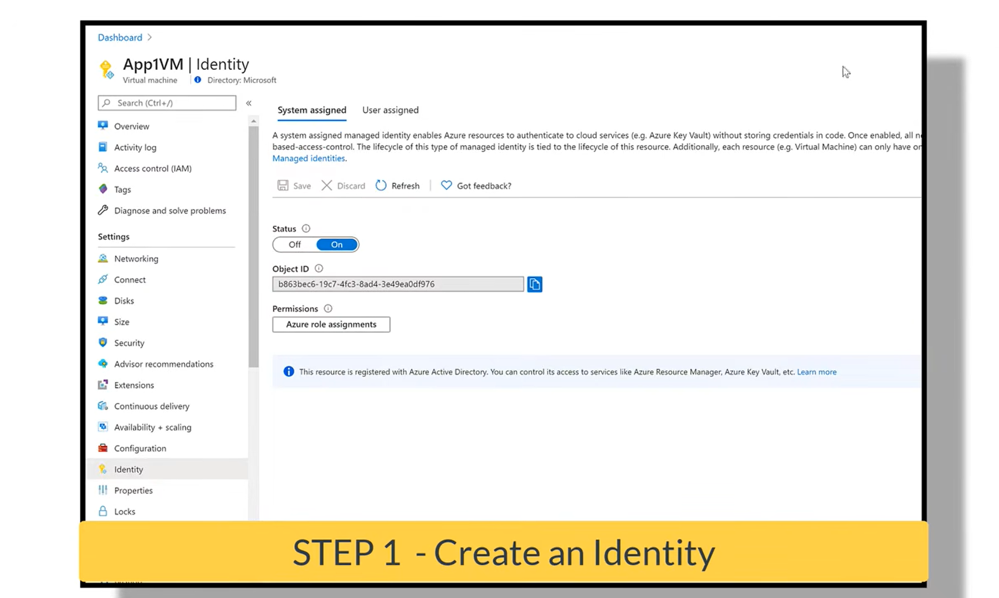 Dashboard
App1VM | Identity
Virtual machine
Directory: Microsoft
Search (Ctrl+/)
«
Overview
Activity log
Access control (IAM)
Tags
Diagnose and solve problems
Settings
Networking
Connect
Disks
Size
Security
Advisor recommendations
Extensions
Continuous delivery
Availability + scaling
Configuration
Identity
Properties
Locks
System assigned User assigned
A system assigned managed identity enables Azure resources to authenticate to cloud services (e.g. Azure Key Vault) without storing credentials in code. Once enabled, all
based-access-control. The lifecycle of this type of managed identity is tied to the lifecycle of this resource. Additionally, each resource (e.g. Virtual Machine) can only have
Managed identities.
Save Discard Refresh Got feedback?
Status
Off On
Object ID
b863bec6-19c7-4fc3-8ad4-3e49ea0df976
Permissions
Azure role assignments
This resource is registered with Azure Active Directory. You can control its access to services like Azure Resource Manager, Azure Key Vault, etc. Learn more
STEP 1 - Create an Identity